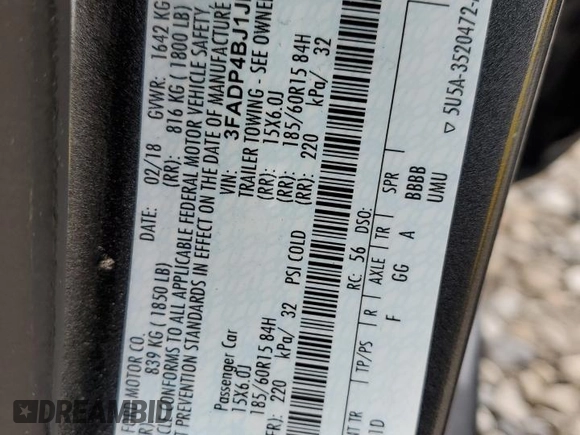 MOTOR CO. 02/18 GVWR: 1642 KG
839 KG ( 1850 LB) (RR): 816 KG ( 1800 LB)
CONFORMS TO ALL APPLICABLE FEDERAL MOTOR VEHICLE SAFETY
PREVENTION STANDARDS IN EFFECT ON THE DATE OF MANUFACTURE
VIN: 3FADP4BJ1J
Passenger Car TRAILER TOWING - SEE OWNER
15X6.0J (RR): 15X6.0J
185/60R15 84H (RR): 185/60R15 84H
220 kPa/ 32 PSI COLD (RR): 220 kPa/ 32
RC: 56 DSO:
TR TP/PS R AXLE TR SPR
F GG A BBBB
UMU
5U5A-3520472-
DREAMBID